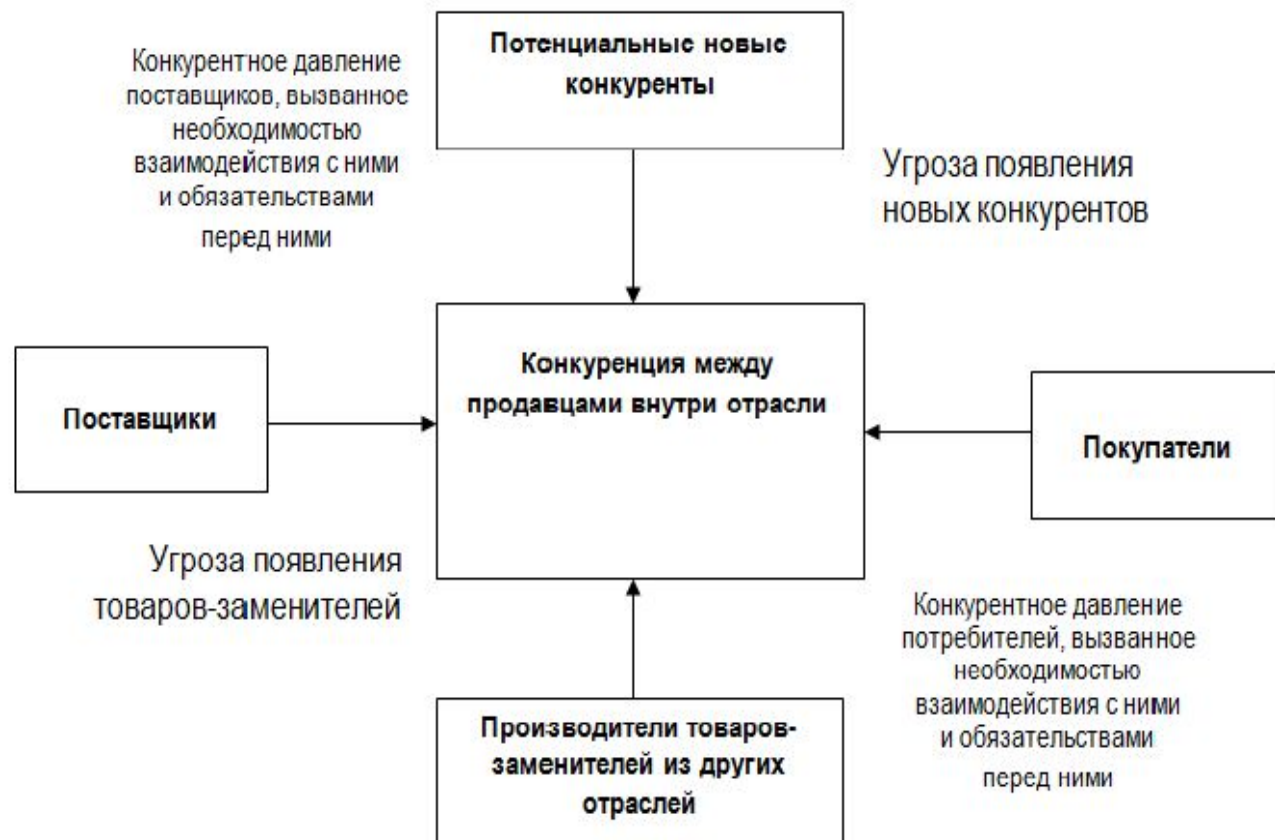 Потенциальные новые
конкуренты
Конкурентное давление
поставщиков, вызванное
необходимостью
взаимодействия с ними
и обязательствами
перед ними
Угроза появления
новых конкурентов
Поставщики
Конкуренция между
продавцами внутри отрасли
Покупатели
Угроза появления
товаров-заменителей
Конкурентное давление
потребителей, вызванное
необходимостью
взаимодействия с ними
и обязательствами
перед ними
Производители товаров-
заменителей из других
отраслей